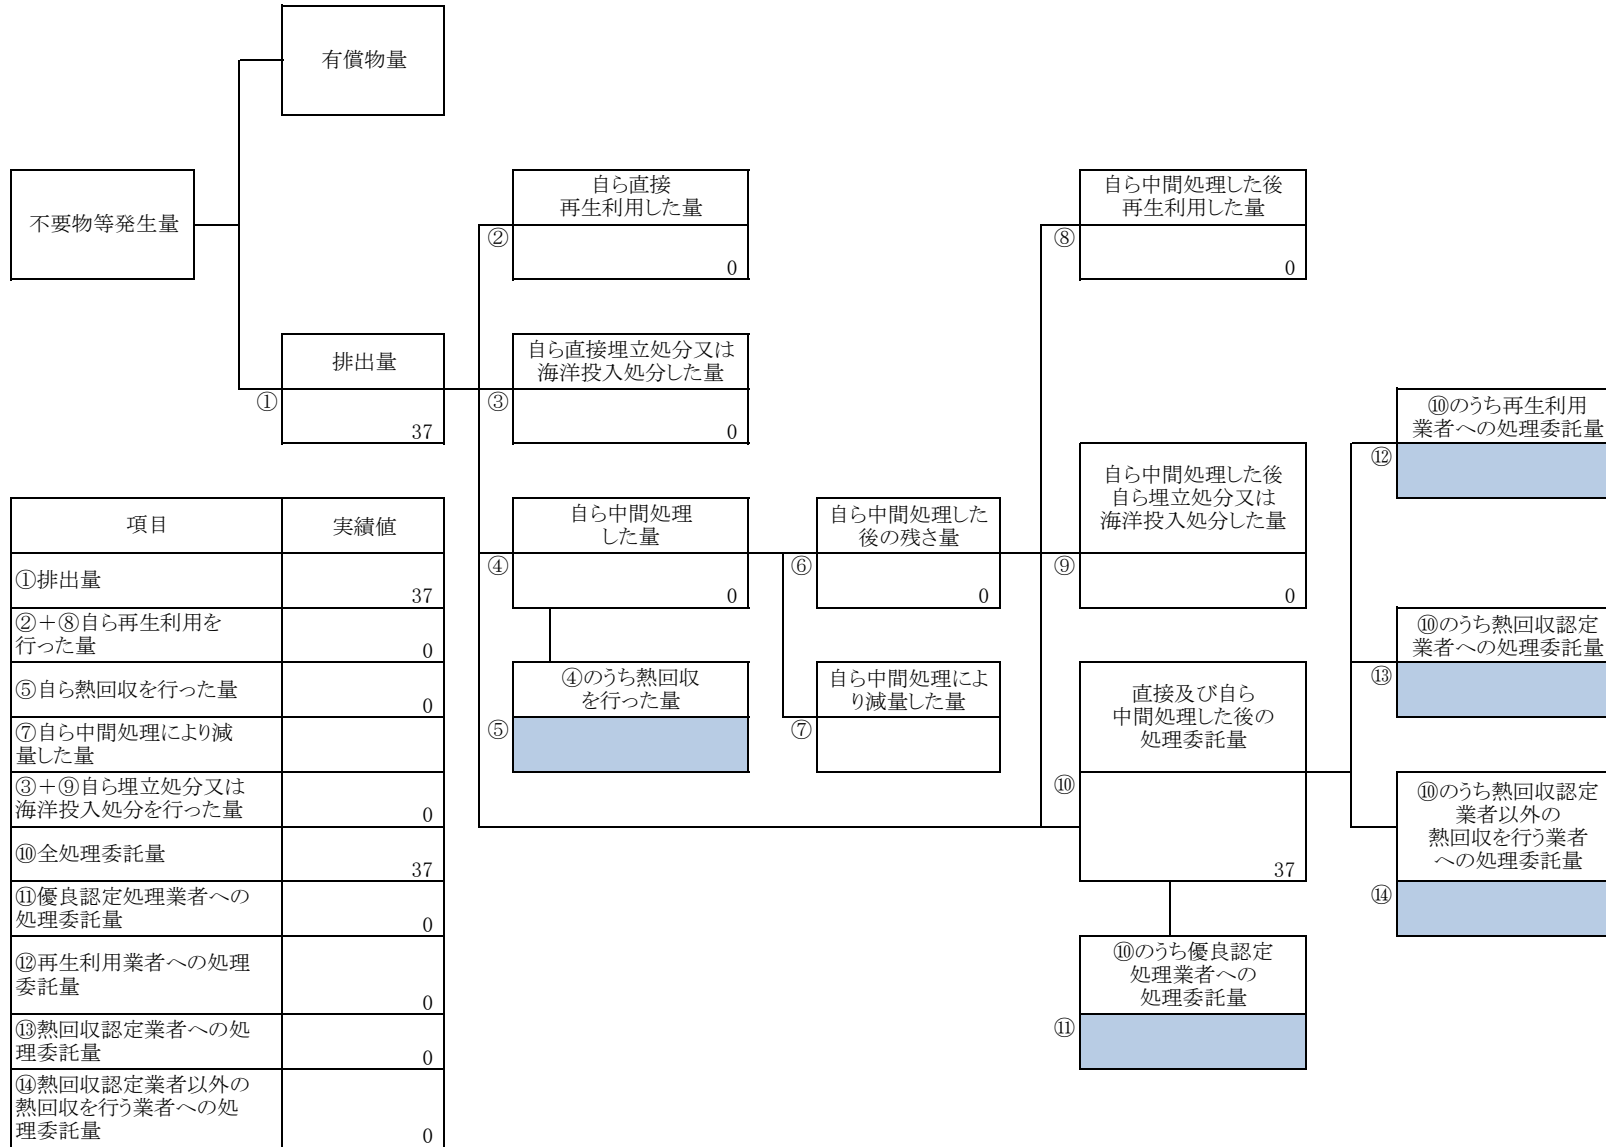 有償物量
不要物等発生量
自ら直接
再生利用した量
②
0
自ら中間処理した後
再生利用した量
⑧
0
排出量
①
37
自ら直接埋立処分又は
海洋投入処分した量
③
0
⑩のうち再生利用
業者への処理委託量
⑫
自ら中間処理
した量
④
0
自ら中間処理した
後の残さ量
⑥
0
自ら中間処理した後
自ら埋立処分又は
海洋投入処分した量
⑨
0
⑩のうち熱回収認定
業者への処理委託量
⑬
④のうち熱回収
を行った量
⑤
自ら中間処理によ
り減量した量
⑦
直接及び自ら
中間処理した後の
処理委託量
⑩
37
⑩のうち熱回収認定
業者以外の
熱回収を行う業者
への処理委託量
⑭
⑩のうち優良認定
処理業者への
処理委託量
⑪
項目 実績値
①排出量 37
②+⑧自ら再生利用を
行った量 0
⑤自ら熱回収を行った量 0
⑦自ら中間処理により減
量した量
③+⑨自ら埋立処分又は
海洋投入処分を行った量 0
⑩全処理委託量 37
⑪優良認定処理業者への
処理委託量 0
⑫再生利用業者への処理
委託量 0
⑬熱回収認定業者への処
理委託量 0
⑭熱回収認定業者以外の
熱回収を行う業者への処
理委託量 0